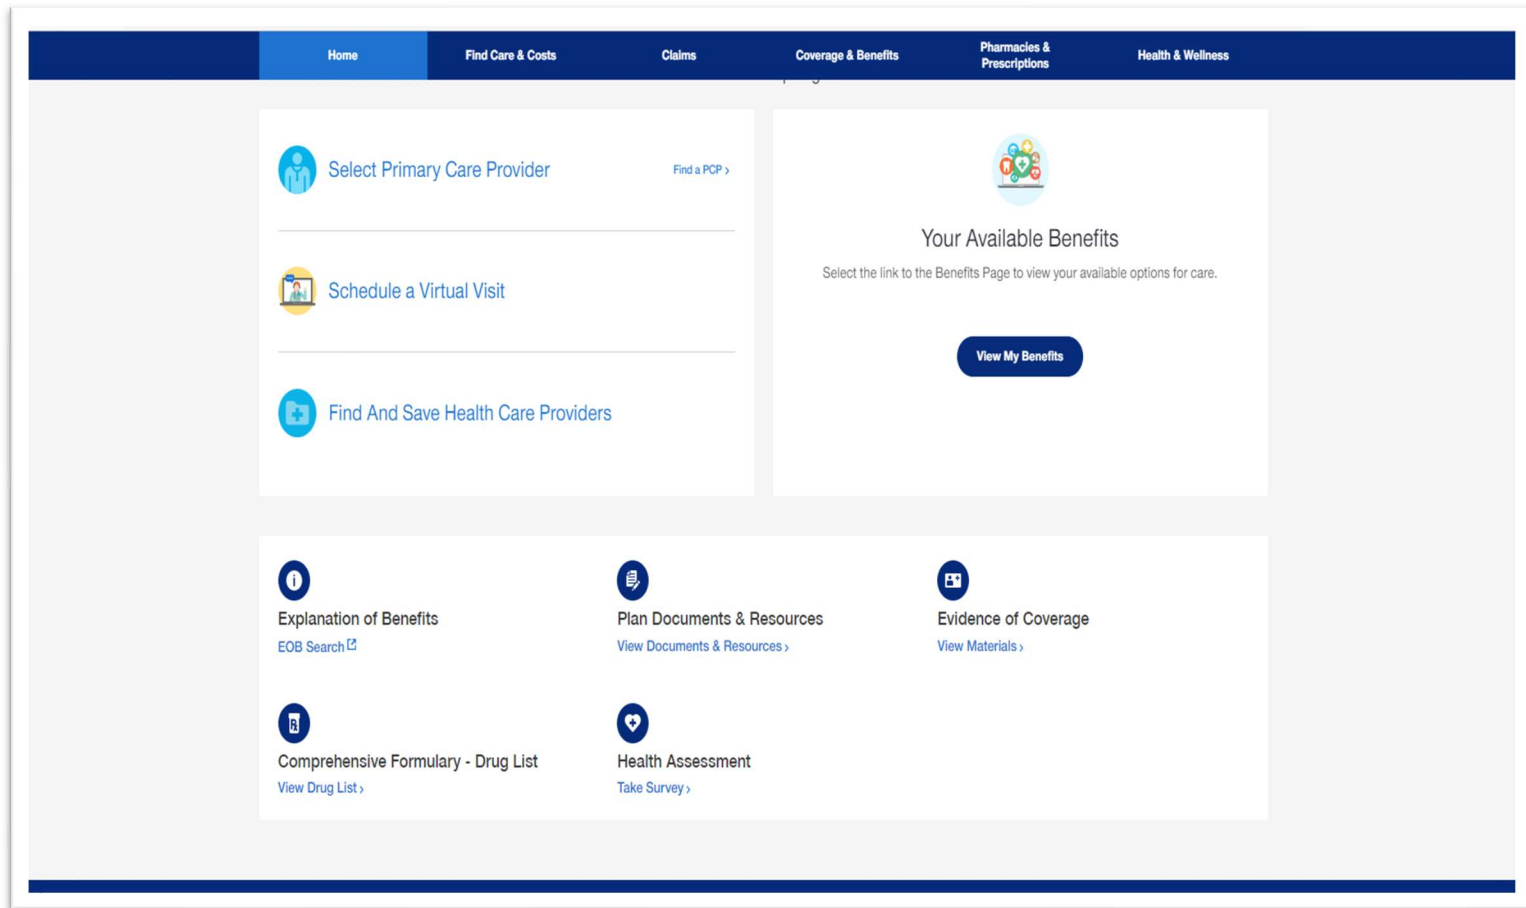 Home
Find Care & Costs
Claims
Coverage & Benefits
Pharmacies &
Prescriptions
Health & Wellness
Select Primary Care Provider
Find a PCP ›
Schedule a Virtual Visit
Find And Save Health Care Providers
Your Available Benefits
Select the link to the Benefits Page to view your available options for care.
View My Benefits
Explanation of Benefits
EOB Search
Plan Documents & Resources
View Documents & Resources ›
Evidence of Coverage
View Materials ›
Comprehensive Formulary - Drug List
View Drug List ›
Health Assessment
Take Survey ›